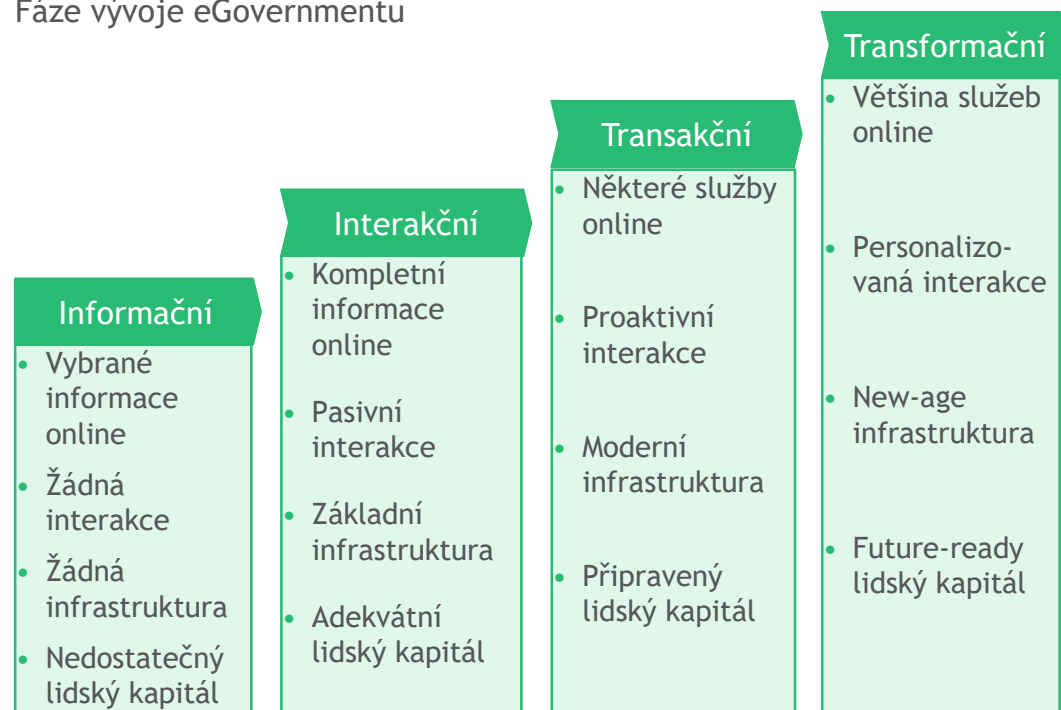 Fáze vývoje eGovernmentu
Informační
• Vybrané
informace
online
• Žádná
interakce
• Žádná
infrastruktura
• Nedostatečný
lidský kapitál
Interakční
• Kompletní
informace
online
• Pasivní
interakce
• Základní
infrastruktura
• Adekvátní
lidský kapitál
Transakční
• Některé služby
online
• Proaktivní
interakce
• Moderní
infrastruktura
• Připravený
lidský kapitál
Transformační
• Většina služeb
online
• Personalizo-
vaná interakce
• New-age
infrastruktura
• Future-ready
lidský kapitál